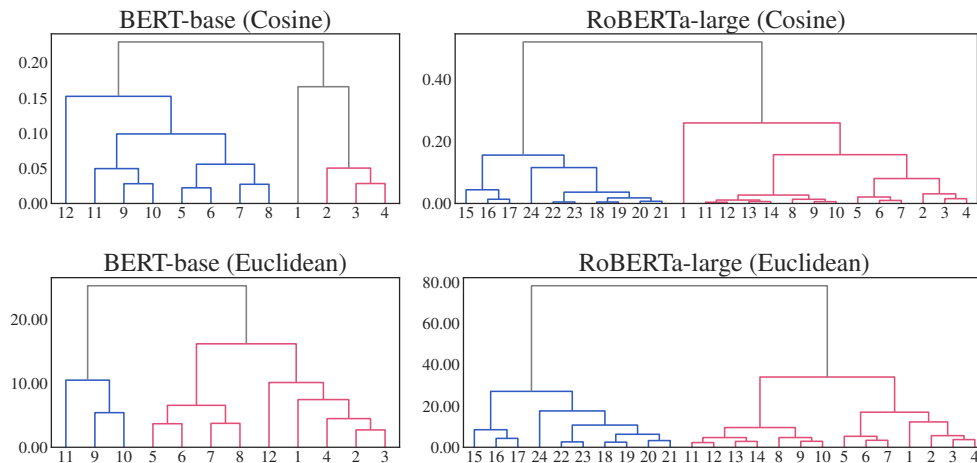 BERT-base (Cosine)
0.20
0.15
0.10
0.05
0.00
12 11 9 10 5 6 7 8 1 2 3 4
RoBERTa-large (Cosine)
0.40
0.20
0.00
15 16 17 24 22 23 18 19 20 21 1 11 12 13 14 8 9 10 5 6 7 2 3 4
BERT-base (Euclidean)
20.00
10.00
0.00
11 9 10 5 6 7 8 12 1 4 2 3
RoBERTa-large (Euclidean)
80.00
60.00
40.00
20.00
0.00
15 16 17 24 22 23 18 19 20 21 11 12 13 14 8 9 10 5 6 7 1 2 3 4